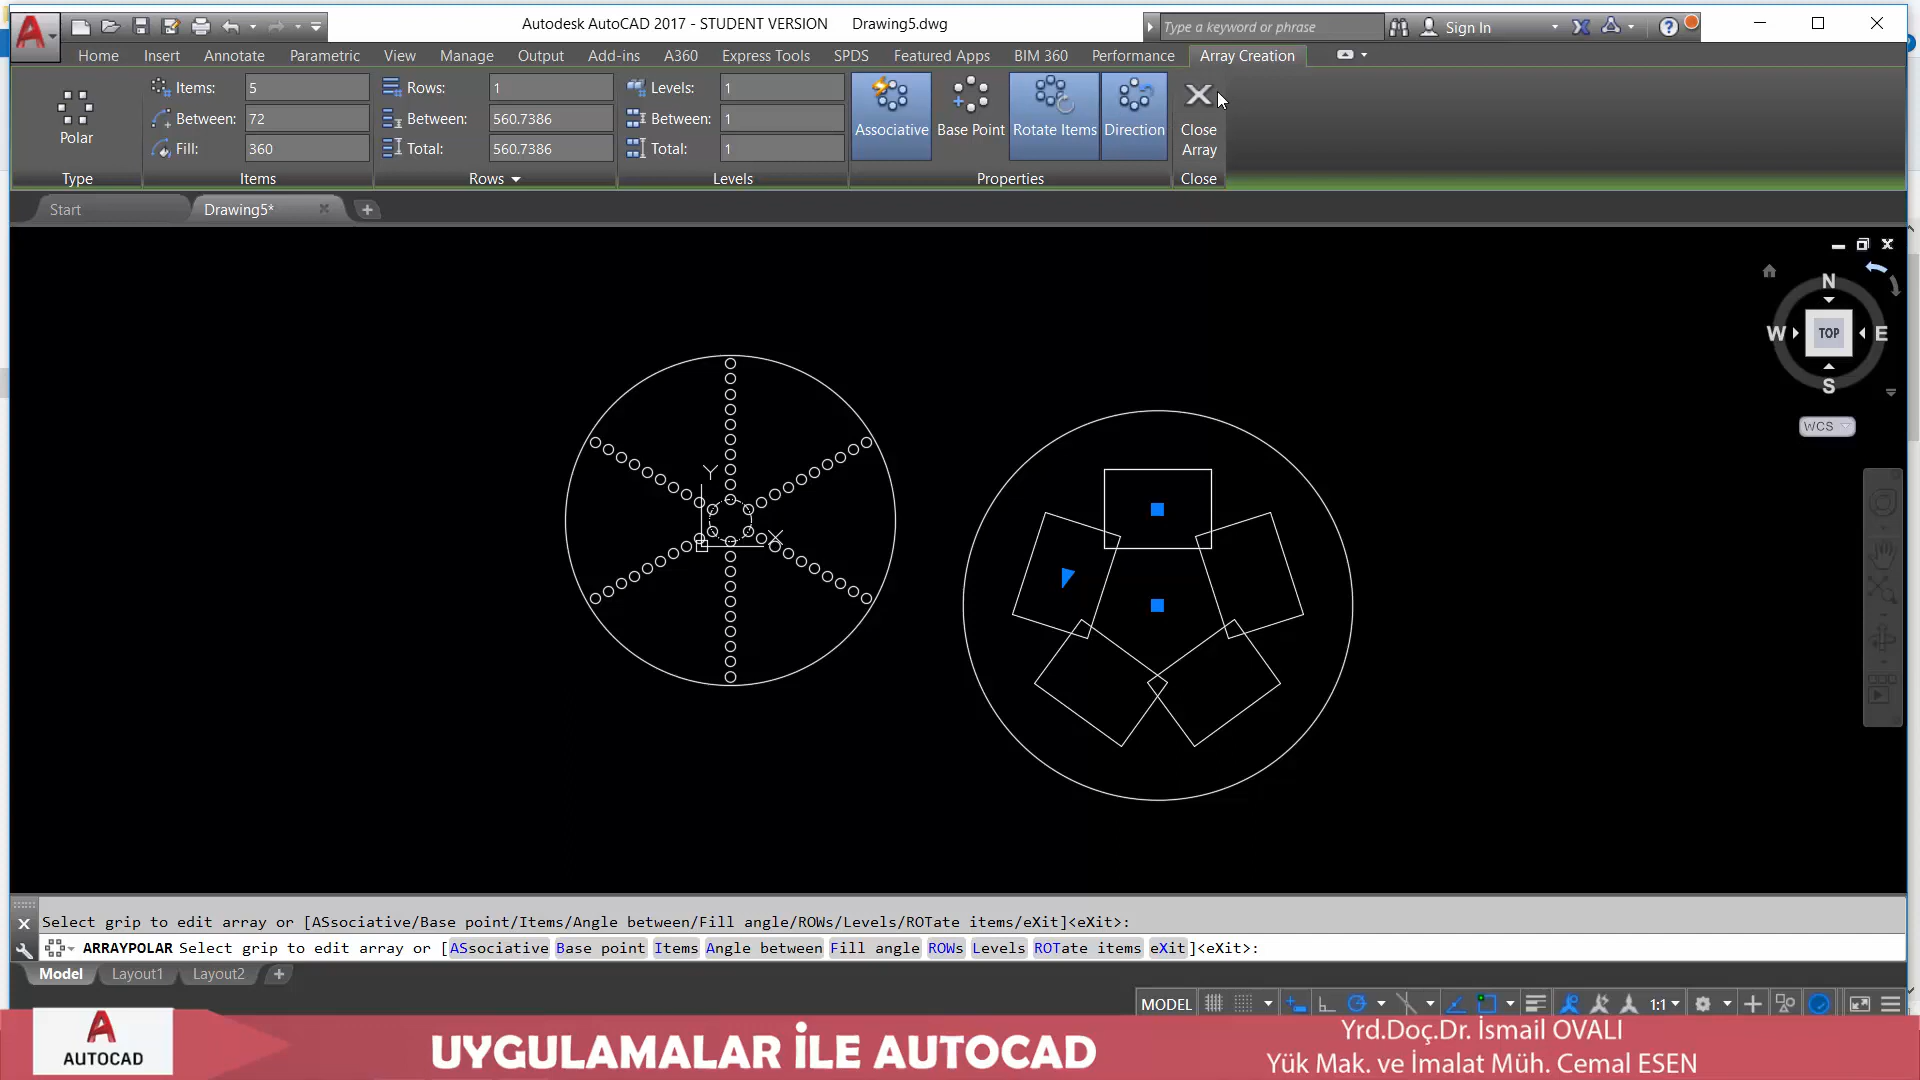 Autodesk AutoCAD 2017 - STUDENT VERSION Drawing5.dwg
Type a keyword or phrase
Sign In
Home Insert Annotate Parametric View Manage Output Add-ins A360 Express Tools SPDS Featured Apps BIM 360 Performance Array Creation
Polar
Items: 5
Between: 72
Fill: 360
Rows: 1
Between: 560.7386
Total: 560.7386
Levels: 1
Between: 1
Total: 1
Associative Base Point Rotate Items Direction
Close
Array
Type Items Rows Levels Properties Close
Start Drawing5*
N
W TOP E
S
WCS
Y
X
Select grip to edit array or [ASsociative/Base point/Items/Angle between/Fill angle/ROWs/Levels/ROTate items/eXit]<eXit>:
ARRAYPOLAR Select grip to edit array or [ASsociative Base point Items Angle between Fill angle ROWs Levels ROTate items eXit]<eXit>:
Model Layout1 Layout2
MODEL 1:1
A
AUTOCAD
UYGULAMALAR İLE AUTOCAD
Yrd.Doç.Dr. İsmail OVALI
Yük Mak. ve İmalat Müh. Cemal ESEN